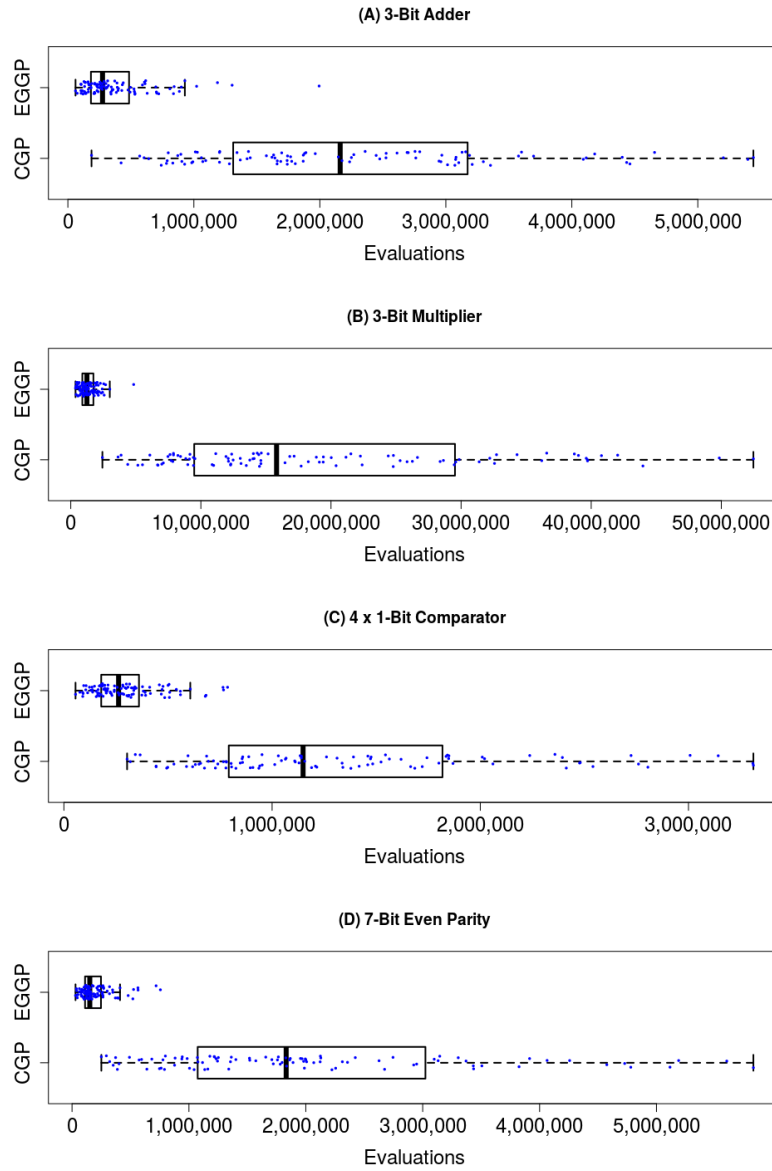 (A) 3-Bit Adder
EGGP
CGP
0 1,000,000 2,000,000 3,000,000 4,000,000 5,000,000
Evaluations
(B) 3-Bit Multiplier
EGGP
CGP
0 10,000,000 20,000,000 30,000,000 40,000,000 50,000,000
Evaluations
(C) 4 x 1-Bit Comparator
EGGP
CGP
0 1,000,000 2,000,000 3,000,000
Evaluations
(D) 7-Bit Even Parity
EGGP
CGP
0 1,000,000 2,000,000 3,000,000 4,000,000 5,000,000
Evaluations